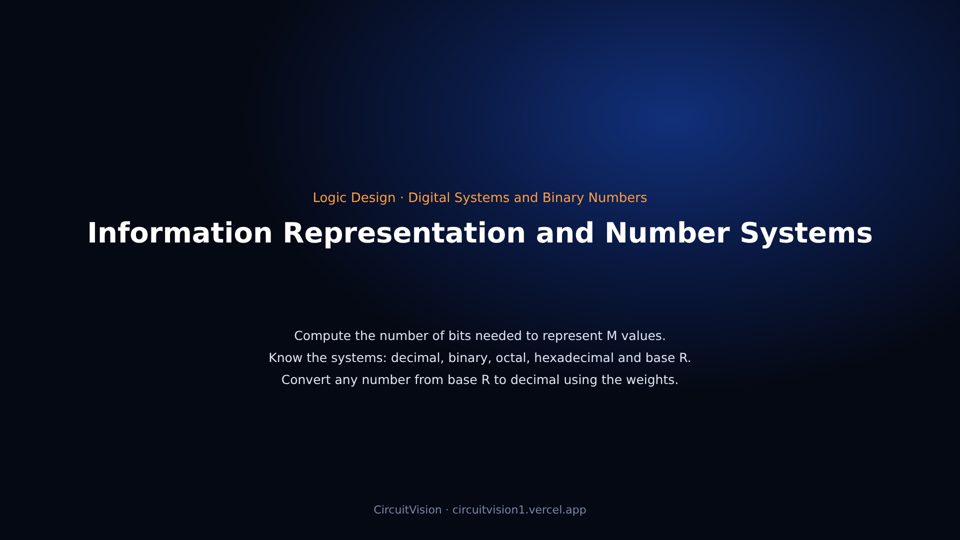 Logic Design · Digital Systems and Binary Numbers
Information Representation and Number Systems
Compute the number of bits needed to represent M values.
Know the systems: decimal, binary, octal, hexadecimal and base R.
Convert any number from base R to decimal using the weights.
CircuitVision · circuitvision1.vercel.app